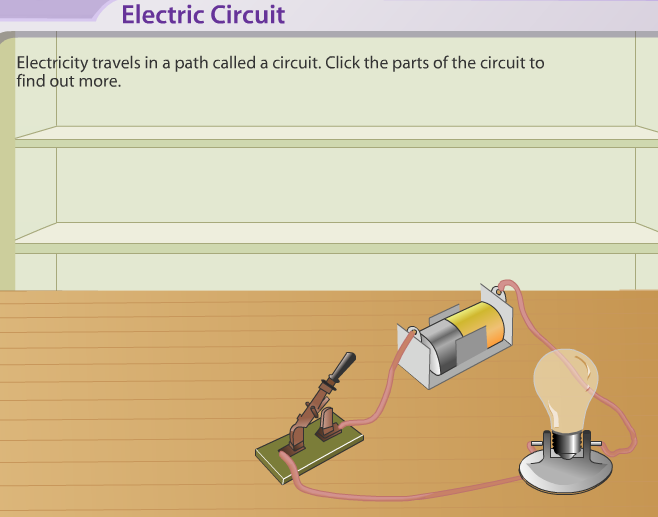 Electric Circuit
Electricity travels in a path called a circuit. Click the parts of the circuit to
find out more.